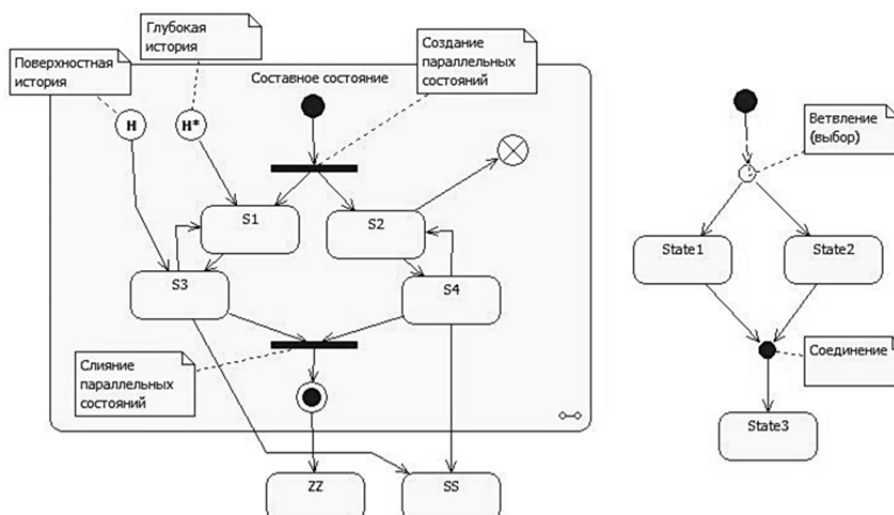 Глубокая
история
Поверхностная
история
Создание
параллельных
состояний
Составное состояние
H
H*
S1
S2
S3
S4
Слияние
параллельных
состояний
ZZ
SS
Ветвление
(выбор)
State1
State2
Соединение
State3